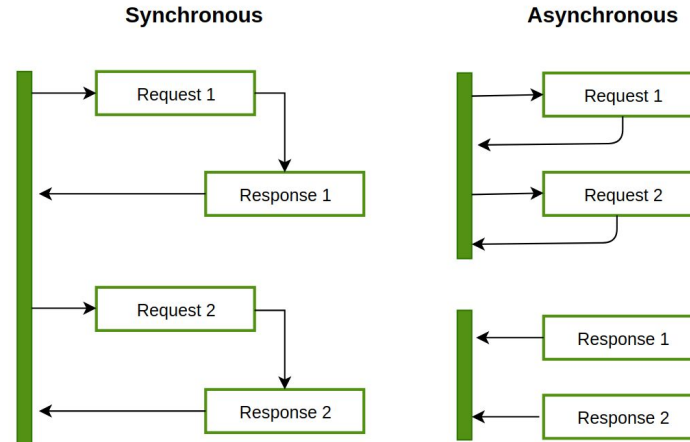 Synchronous
Request 1
Response 1
Request 2
Response 2
Asynchronous
Request 1
Request 2
Response 1
Response 2